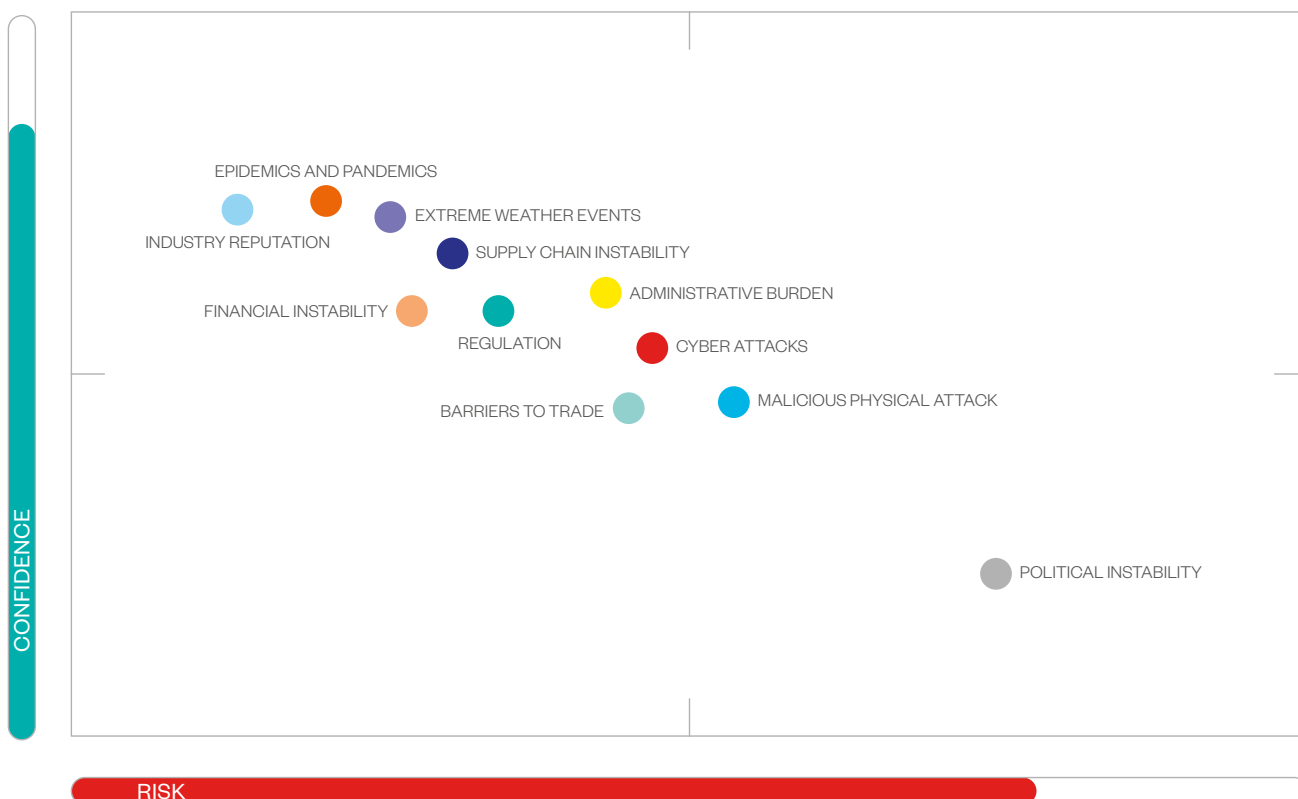 EPIDEMICS AND PANDEMICS
EXTREME WEATHER EVENTS
INDUSTRY REPUTATION
SUPPLY CHAIN INSTABILITY
ADMINISTRATIVE BURDEN
FINANCIAL INSTABILITY
REGULATION
CYBER ATTACKS
MALICIOUS PHYSICAL ATTACK
BARRIERS TO TRADE
POLITICAL INSTABILITY
CONFIDENCE
RISK